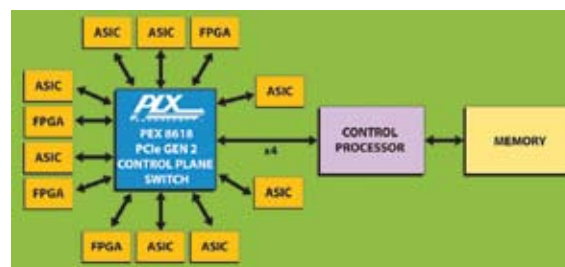 ASIC
ASIC
FPGA
ASIC
FPGA
ASIC
FPGA
PLX
PEX 8618
PCIe GEN 2
CONTROL PLANE
SWITCH
ASIC
x4
CONTROL
PROCESSOR
MEMORY
ASIC
FPGA
ASIC
ASIC